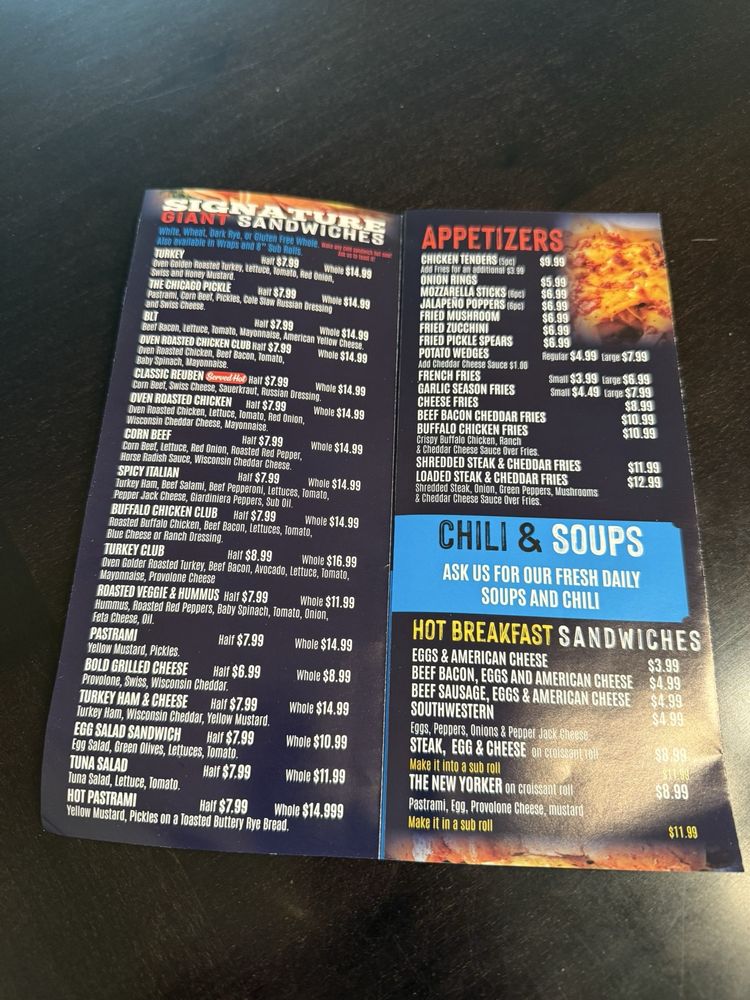 SIGNATURE
GIANT SANDWICHES
White, Wheat, Dark Rye, or Gluten Free Whole.
Also available in Wraps and 8" Sub Rolls.
Make any cold sandwich hot now!
Ask us to toast it!
TURKEY Half $7.99 Whole $14.99
Oven Golden Roasted Turkey, Lettuce, Tomato, Red Onion,
Swiss and Honey Mustard.
THE CHICAGO PICKLE Half $7.99 Whole $14.99
Pastrami, Corn Beef, Pickles, Cole Slaw Russian Dressing
and Swiss Cheese.
BLT Half $7.99 Whole $14.99
Beef Bacon, Lettuce, Tomato, Mayonnaise, American Yellow Cheese.
OVEN ROASTED CHICKEN CLUB Half $7.99 Whole $14.99
Oven Roasted Chicken, Beef Bacon, Tomato,
Baby Spinach, Mayonnaise.
CLASSIC REUBEN Served Hot Half $7.99 Whole $14.99
Corn Beef, Swiss Cheese, Sauerkraut, Russian Dressing.
OVEN ROASTED CHICKEN Half $7.99 Whole $14.99
Oven Roasted Chicken, Lettuce, Tomato, Red Onion,
Wisconsin Cheddar Cheese, Mayonnaise.
CORN BEEF Half $7.99 Whole $14.99
Corn Beef, Lettuce, Red Onion, Roasted Red Pepper,
Horse Radish Sauce, Wisconsin Cheddar Cheese.
SPICY ITALIAN Half $7.99 Whole $14.99
Turkey Ham, Beef Salami, Beef Pepperoni, Lettuces, Tomato,
Pepper Jack Cheese, Giardiniera Peppers, Sub Oil.
BUFFALO CHICKEN CLUB Half $7.99 Whole $14.99
Roasted Buffalo Chicken, Beef Bacon, Lettuces, Tomato,
Blue Cheese or Ranch Dressing.
TURKEY CLUB Half $8.99 Whole $16.99
Oven Golder Roasted Turkey, Beef Bacon, Avocado, Lettuce, Tomato,
Mayonnaise, Provolone Cheese
ROASTED VEGGIE & HUMMUS Half $7.99 Whole $11.99
Hummus, Roasted Red Peppers, Baby Spinach, Tomato, Onion,
Feta Cheese, Oil.
PASTRAMI Half $7.99 Whole $14.99
Yellow Mustard, Pickles.
BOLD GRILLED CHEESE Half $6.99 Whole $8.99
Provolone, Swiss, Wisconsin Cheddar.
TURKEY HAM & CHEESE Half $7.99 Whole $14.99
Turkey Ham, Wisconsin Cheddar, Yellow Mustard.
EGG SALAD SANDWICH Half $7.99 Whole $10.99
Egg Salad, Green Olives, Lettuces, Tomato.
TUNA SALAD Half $7.99 Whole $11.99
Tuna Salad, Lettuce, Tomato.
HOT PASTRAMI Half $7.99 Whole $14.999
Yellow Mustard, Pickles on a Toasted Buttery Rye Bread.
APPETIZERS
CHICKEN TENDERS (5pc) $9.99
Add Fries for an additional $3.99
ONION RINGS $5.99
MOZZARELLA STICKS (6pc) $6.99
JALAPEÑO POPPERS (6pc) $6.99
FRIED MUSHROOM $6.99
FRIED ZUCCHINI $6.99
FRIED PICKLE SPEARS $6.99
POTATO WEDGES Regular $4.99 Large $7.99
Add Cheddar Cheese Sauce $1.00
FRENCH FRIES Small $3.99 Large $6.99
GARLIC SEASON FRIES Small $4.49 Large $7.99
CHEESE FRIES $8.99
BEEF BACON CHEDDAR FRIES $10.99
BUFFALO CHICKEN FRIES $10.99
Crispy Buffalo Chicken, Ranch
& Cheddar Cheese Sauce Over Fries.
SHREDDED STEAK & CHEDDAR FRIES $11.99
LOADED STEAK & CHEDDAR FRIES $12.99
Shredded Steak, Onion, Green Peppers, Mushrooms
& Cheddar Cheese Sauce Over Fries.
CHILI & SOUPS
ASK US FOR OUR FRESH DAILY
SOUPS AND CHILI
HOT BREAKFAST SANDWICHES
EGGS & AMERICAN CHEESE $3.99
BEEF BACON, EGGS AND AMERICAN CHEESE $4.99
BEEF SAUSAGE, EGGS & AMERICAN CHEESE $4.99
SOUTHWESTERN $4.99
Eggs, Peppers, Onions & Pepper Jack Cheese
STEAK, EGG & CHEESE on croissant roll $8.99
Make it into a sub roll $11.99
THE NEW YORKER on croissant roll $8.99
Pastrami, Egg, Provolone Cheese, mustard
Make it in a sub roll $11.99